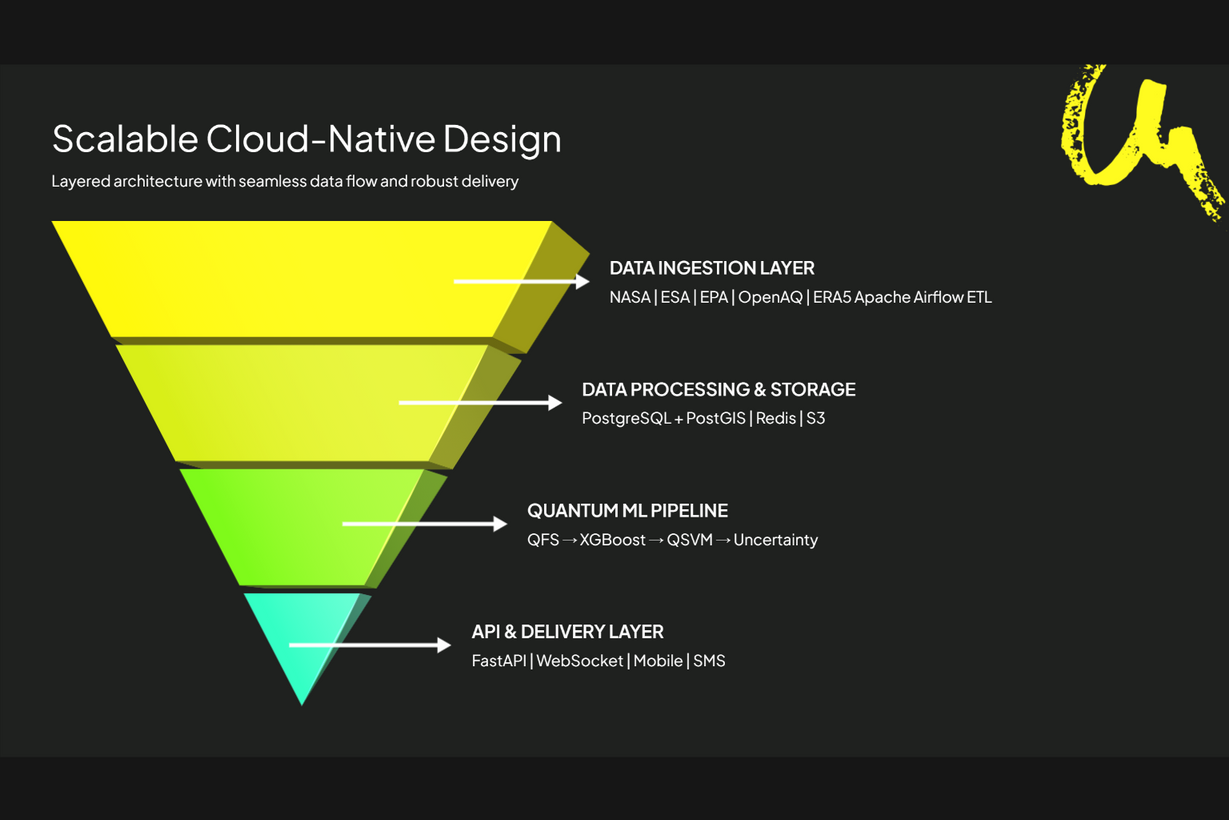 Scalable Cloud-Native Design
Layered architecture with seamless data flow and robust delivery
DATA INGESTION LAYER
NASA | ESA | EPA | OpenAQ | ERA5 Apache Airflow ETL
DATA PROCESSING & STORAGE
PostgreSQL + PostGIS | Redis | S3
QUANTUM ML PIPELINE
QFS → XGBoost → QSVM → Uncertainty
API & DELIVERY LAYER
FastAPI | WebSocket | Mobile | SMS